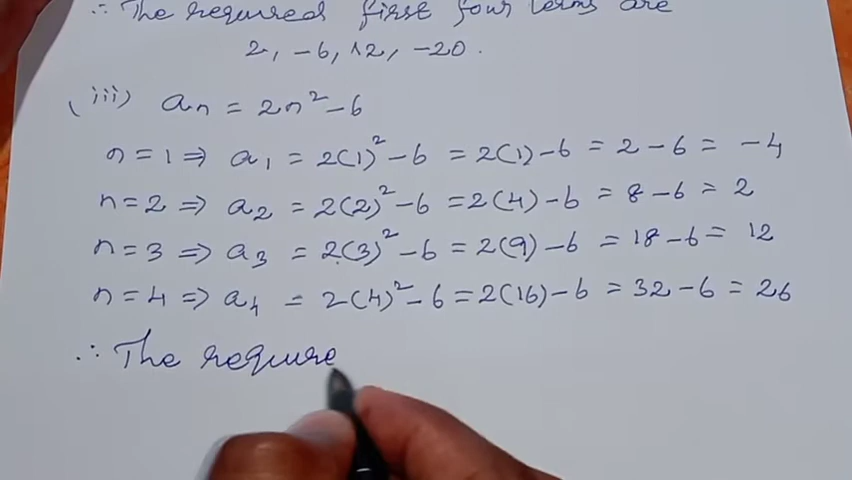 ∴ The required first four terms are
2, -6, 12, -20.
(iii) aₙ = 2n² - 6
n = 1 ⇒ a₁ = 2(1)² - 6 = 2(1) - 6 = 2 - 6 = -4
n = 2 ⇒ a₂ = 2(2)² - 6 = 2(4) - 6 = 8 - 6 = 2
n = 3 ⇒ a₃ = 2(3)² - 6 = 2(9) - 6 = 18 - 6 = 12
n = 4 ⇒ a₄ = 2(4)² - 6 = 2(16) - 6 = 32 - 6 = 26
∴ The require